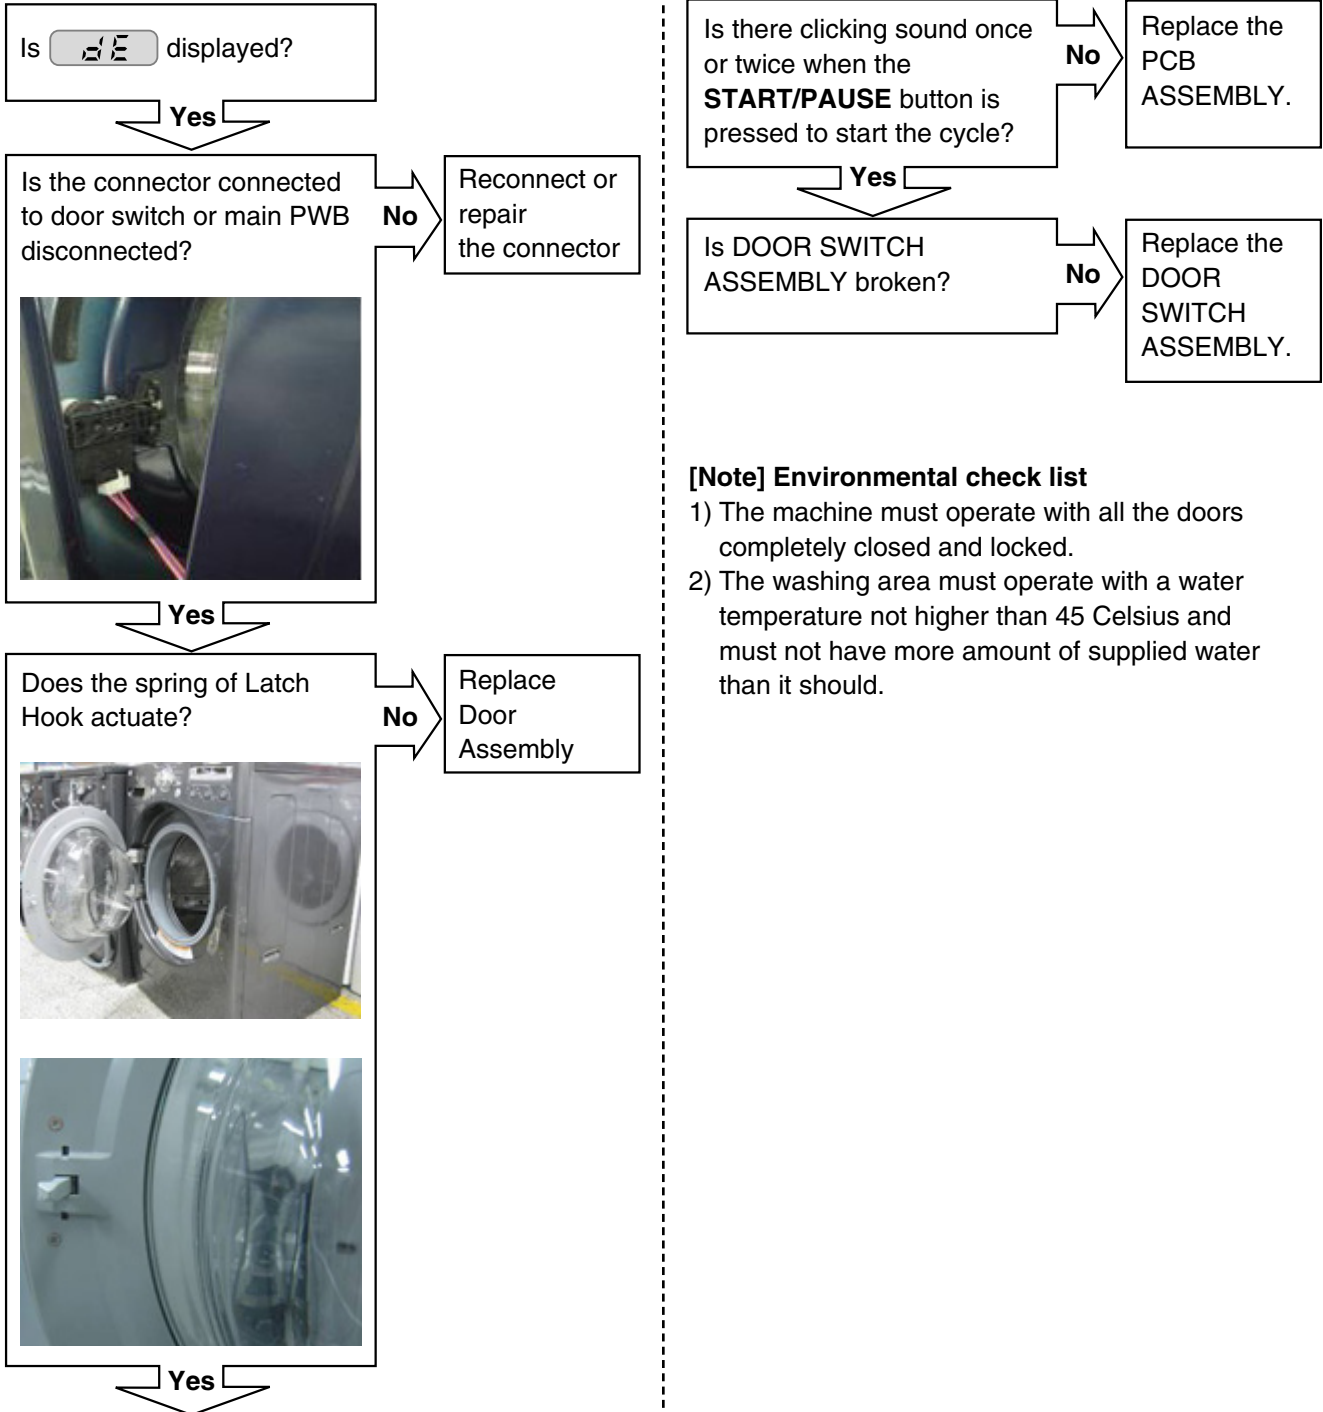 Is dE displayed?
Yes
Is the connector connected
to door switch or main PWB
disconnected?
No
Reconnect or
repair
the connector
Yes
Does the spring of Latch
Hook actuate?
No
Replace
Door
Assembly
Yes
Is there clicking sound once
or twice when the
START/PAUSE button is
pressed to start the cycle?
No
Replace the
PCB
ASSEMBLY.
Yes
Is DOOR SWITCH
ASSEMBLY broken?
No
Replace the
DOOR
SWITCH
ASSEMBLY.
[Note] Environmental check list
1) The machine must operate with all the doors
completely closed and locked.
2) The washing area must operate with a water
temperature not higher than 45 Celsius and
must not have more amount of supplied water
than it should.